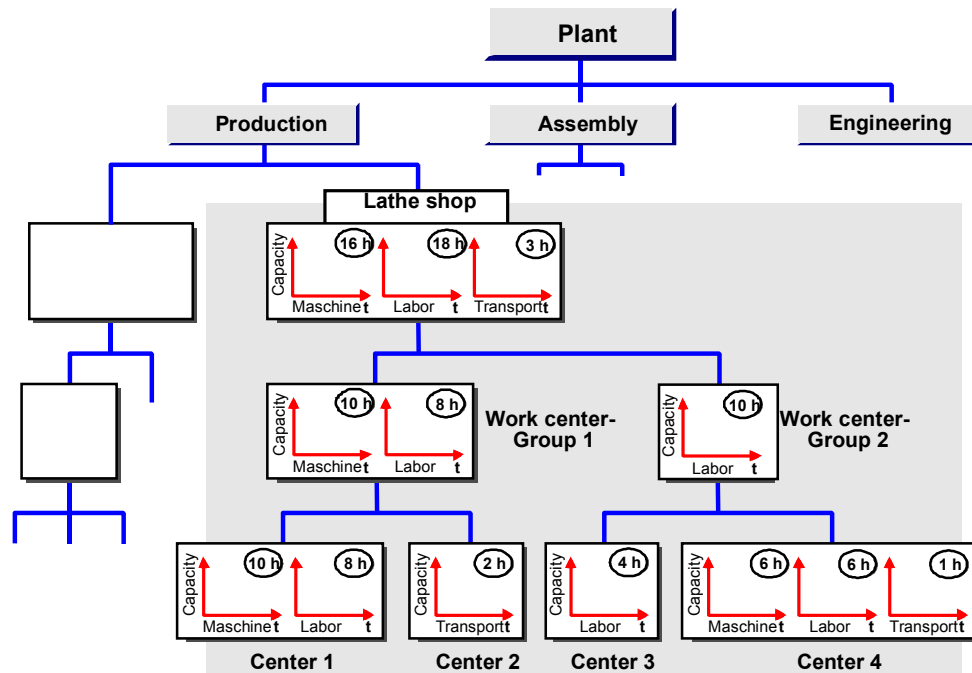 Plant
Production
Assembly
Engineering
Lathe shop
Capacity
16 h
18 h
3 h
Maschine t
Labor t
Transport t
Capacity
10 h
8 h
Maschine t
Labor t
Work center-
Group 1
Capacity
10 h
Labor t
Work center-
Group 2
Capacity
10 h
8 h
Maschine t
Labor t
Capacity
2 h
Transport t
Capacity
4 h
Labor t
Capacity
6 h
6 h
1 h
Maschine t
Labor t
Transport t
Center 1
Center 2
Center 3
Center 4